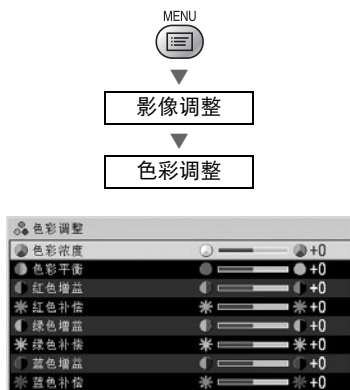 MENU
影像调整
色彩调整
色彩调整
色彩浓度 +0
色彩平衡 +0
红色增益 +0
红色补偿 +0
绿色增益 +0
绿色补偿 +0
蓝色增益 +0
蓝色补偿 +0